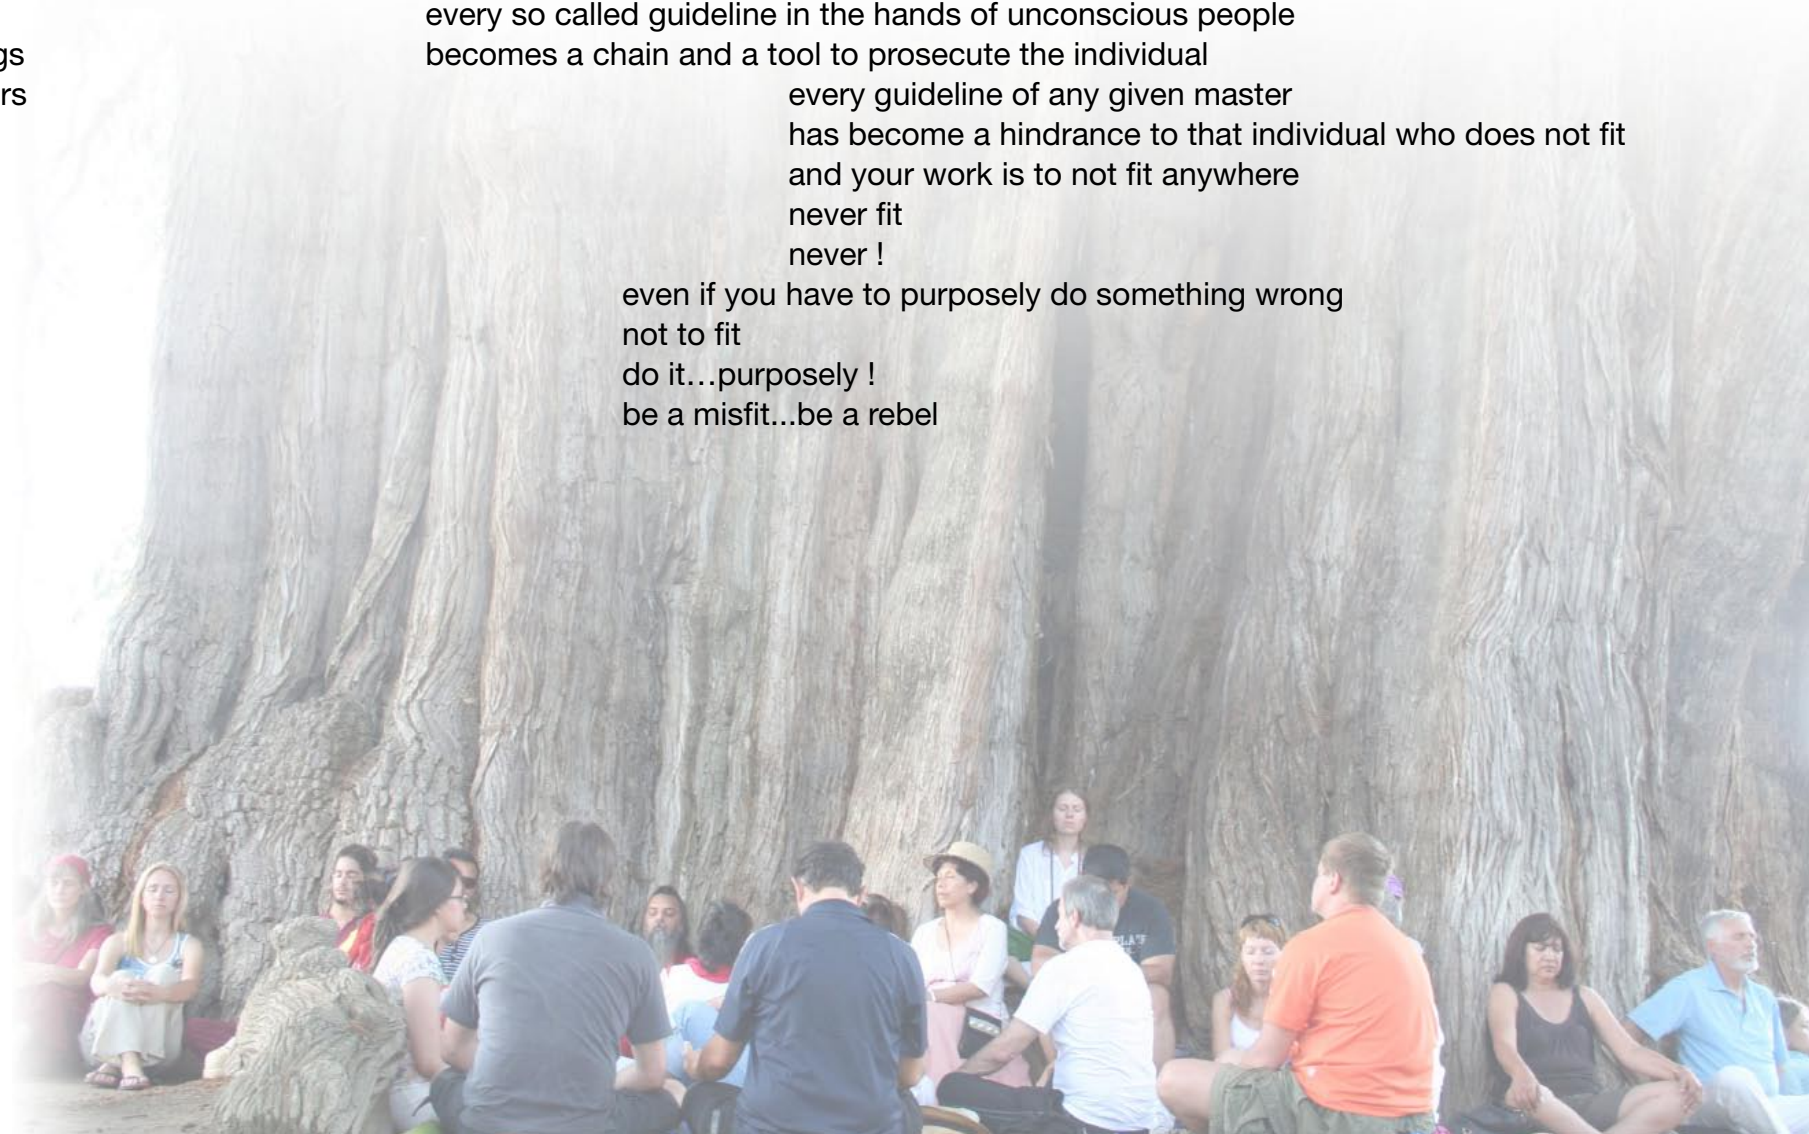 every so called guideline in the hands of unconscious people
becomes a chain and a tool to prosecute the individual
every guideline of any given master
has become a hindrance to that individual who does not fit
and your work is to not fit anywhere
never fit
never !
even if you have to purposely do something wrong
not to fit
do it…purposely !
be a misfit...be a rebel